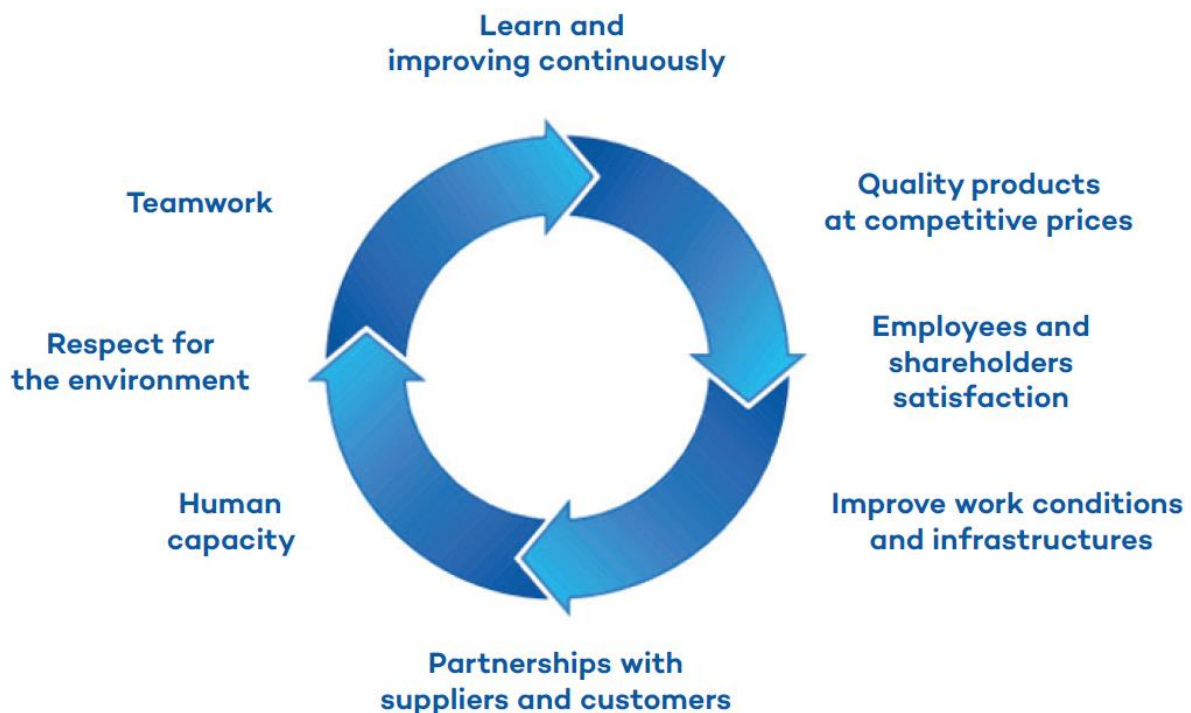 Learn and
improving continuously
Quality products
at competitive prices
Employees and
shareholders
satisfaction
Improve work conditions
and infrastructures
Partnerships with
suppliers and customers
Human
capacity
Respect for
the environment
Teamwork